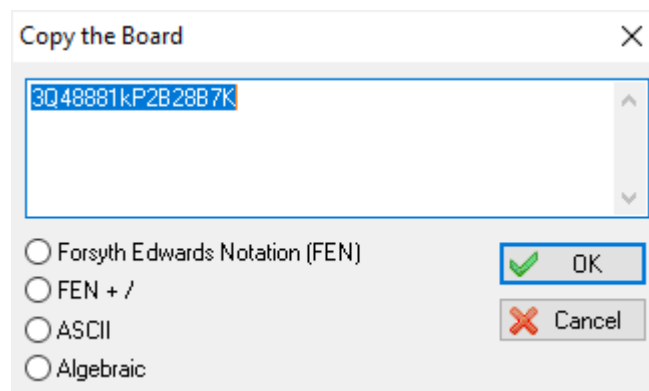 Copy the Board
3Q48881kP2B28B7K
Forsyth Edwards Notation (FEN)
FEN + /
ASCII
Algebraic
OK
Cancel